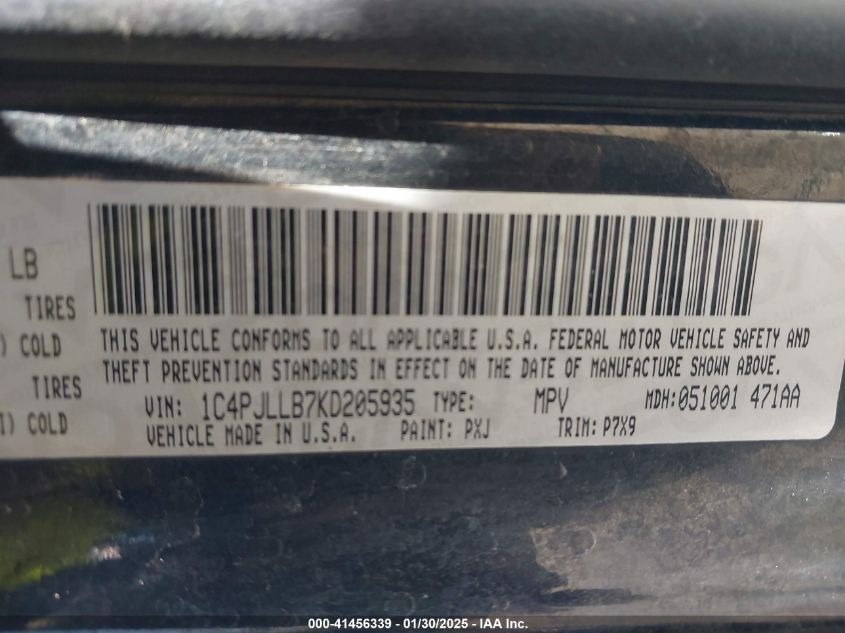 LB
TIRES
) COLD
TIRES
I) COLD
THIS VEHICLE CONFORMS TO ALL APPLICABLE U.S.A. FEDERAL MOTOR VEHICLE SAFETY AND
THEFT PREVENTION STANDARDS IN EFFECT ON THE DATE OF MANUFACTURE SHOWN ABOVE.
VIN: 1C4PJLLB7KD205935 TYPE: MPV MDH:051001 471AA
VEHICLE MADE IN U.S.A. PAINT: PXJ TRIM: P7X9
000-41456339 - 01/30/2025 - IAA Inc.